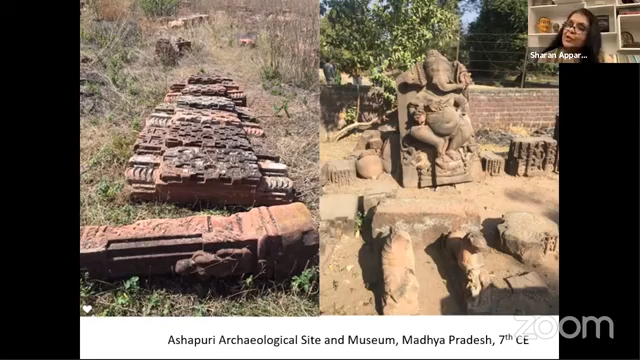 Sharan Appar...
Ashapuri Archaeological Site and Museum, Madhya Pradesh, 7th CE
zoom